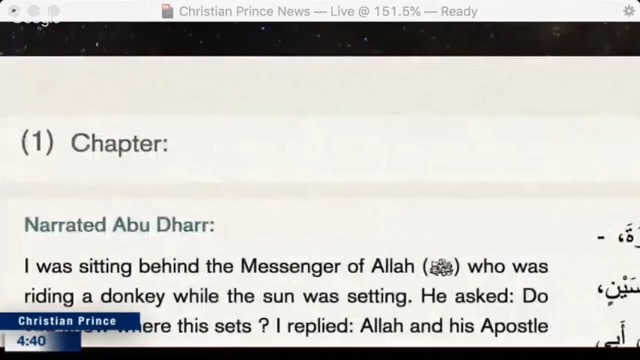 Christian Prince News — Live @ 151.5% — Ready
(1) Chapter:
Narrated Abu Dharr:
I was sitting behind the Messenger of Allah (ﷺ) who was
riding a donkey while the sun was setting. He asked: Do
where this sets ? I replied: Allah and his Apostle
Christian Prince
4:40